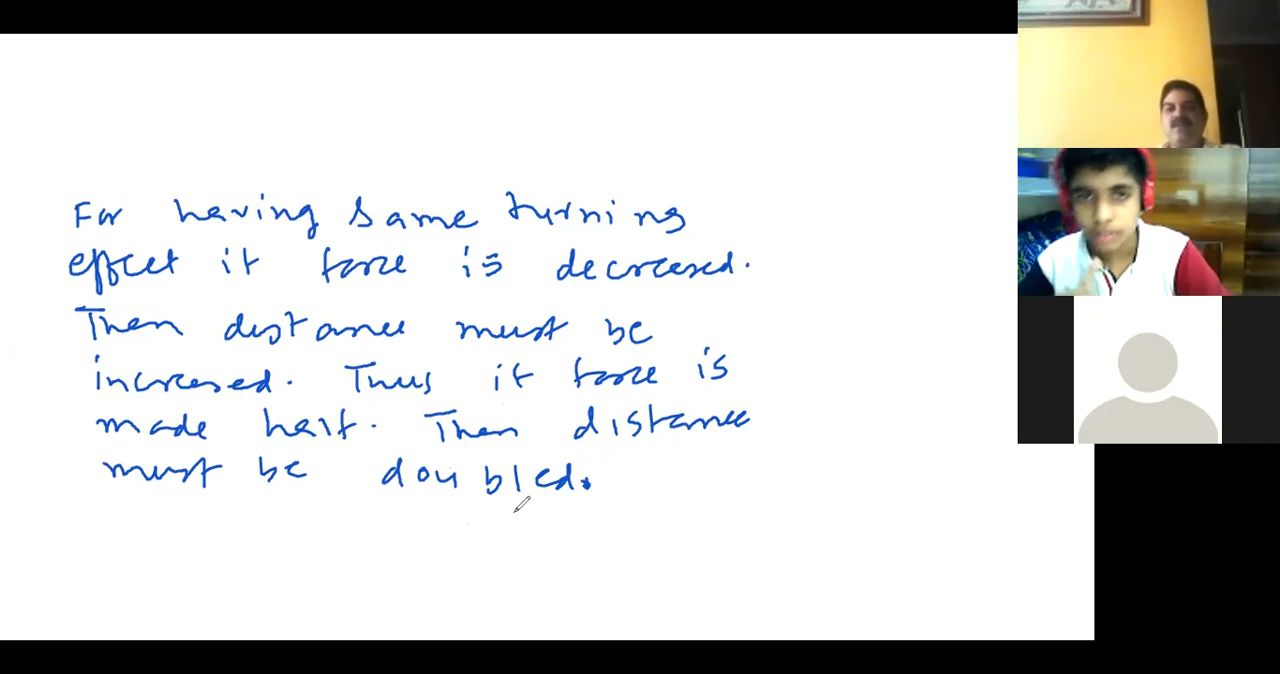 For having same turning
effect if force is decreased.
Then distance must be
increased. Thus if force is
made half. Then distance
must be doubled.